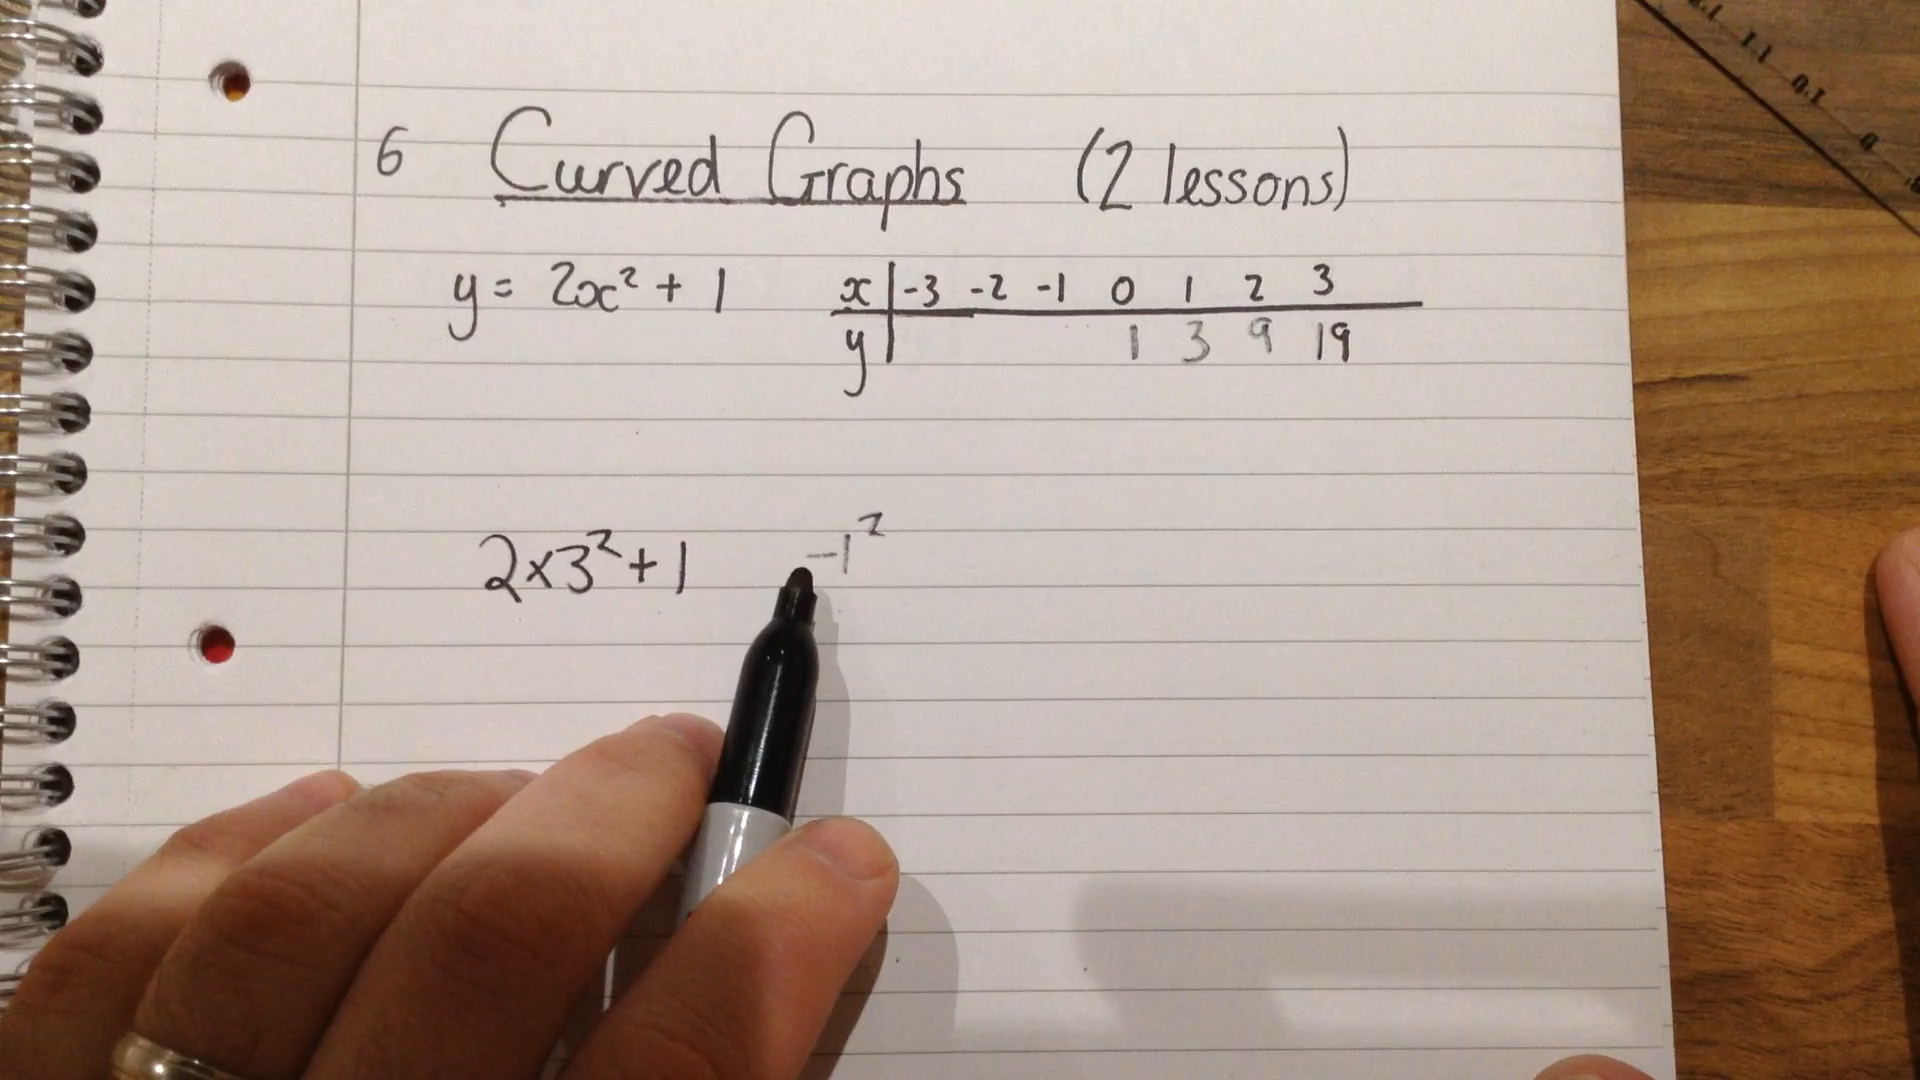 6 Curved Graphs (2 lessons)
y = 2x² + 1
x | -3 -2 -1 0 1 2 3
y | 1 3 9 19
2×3²+1 -1²